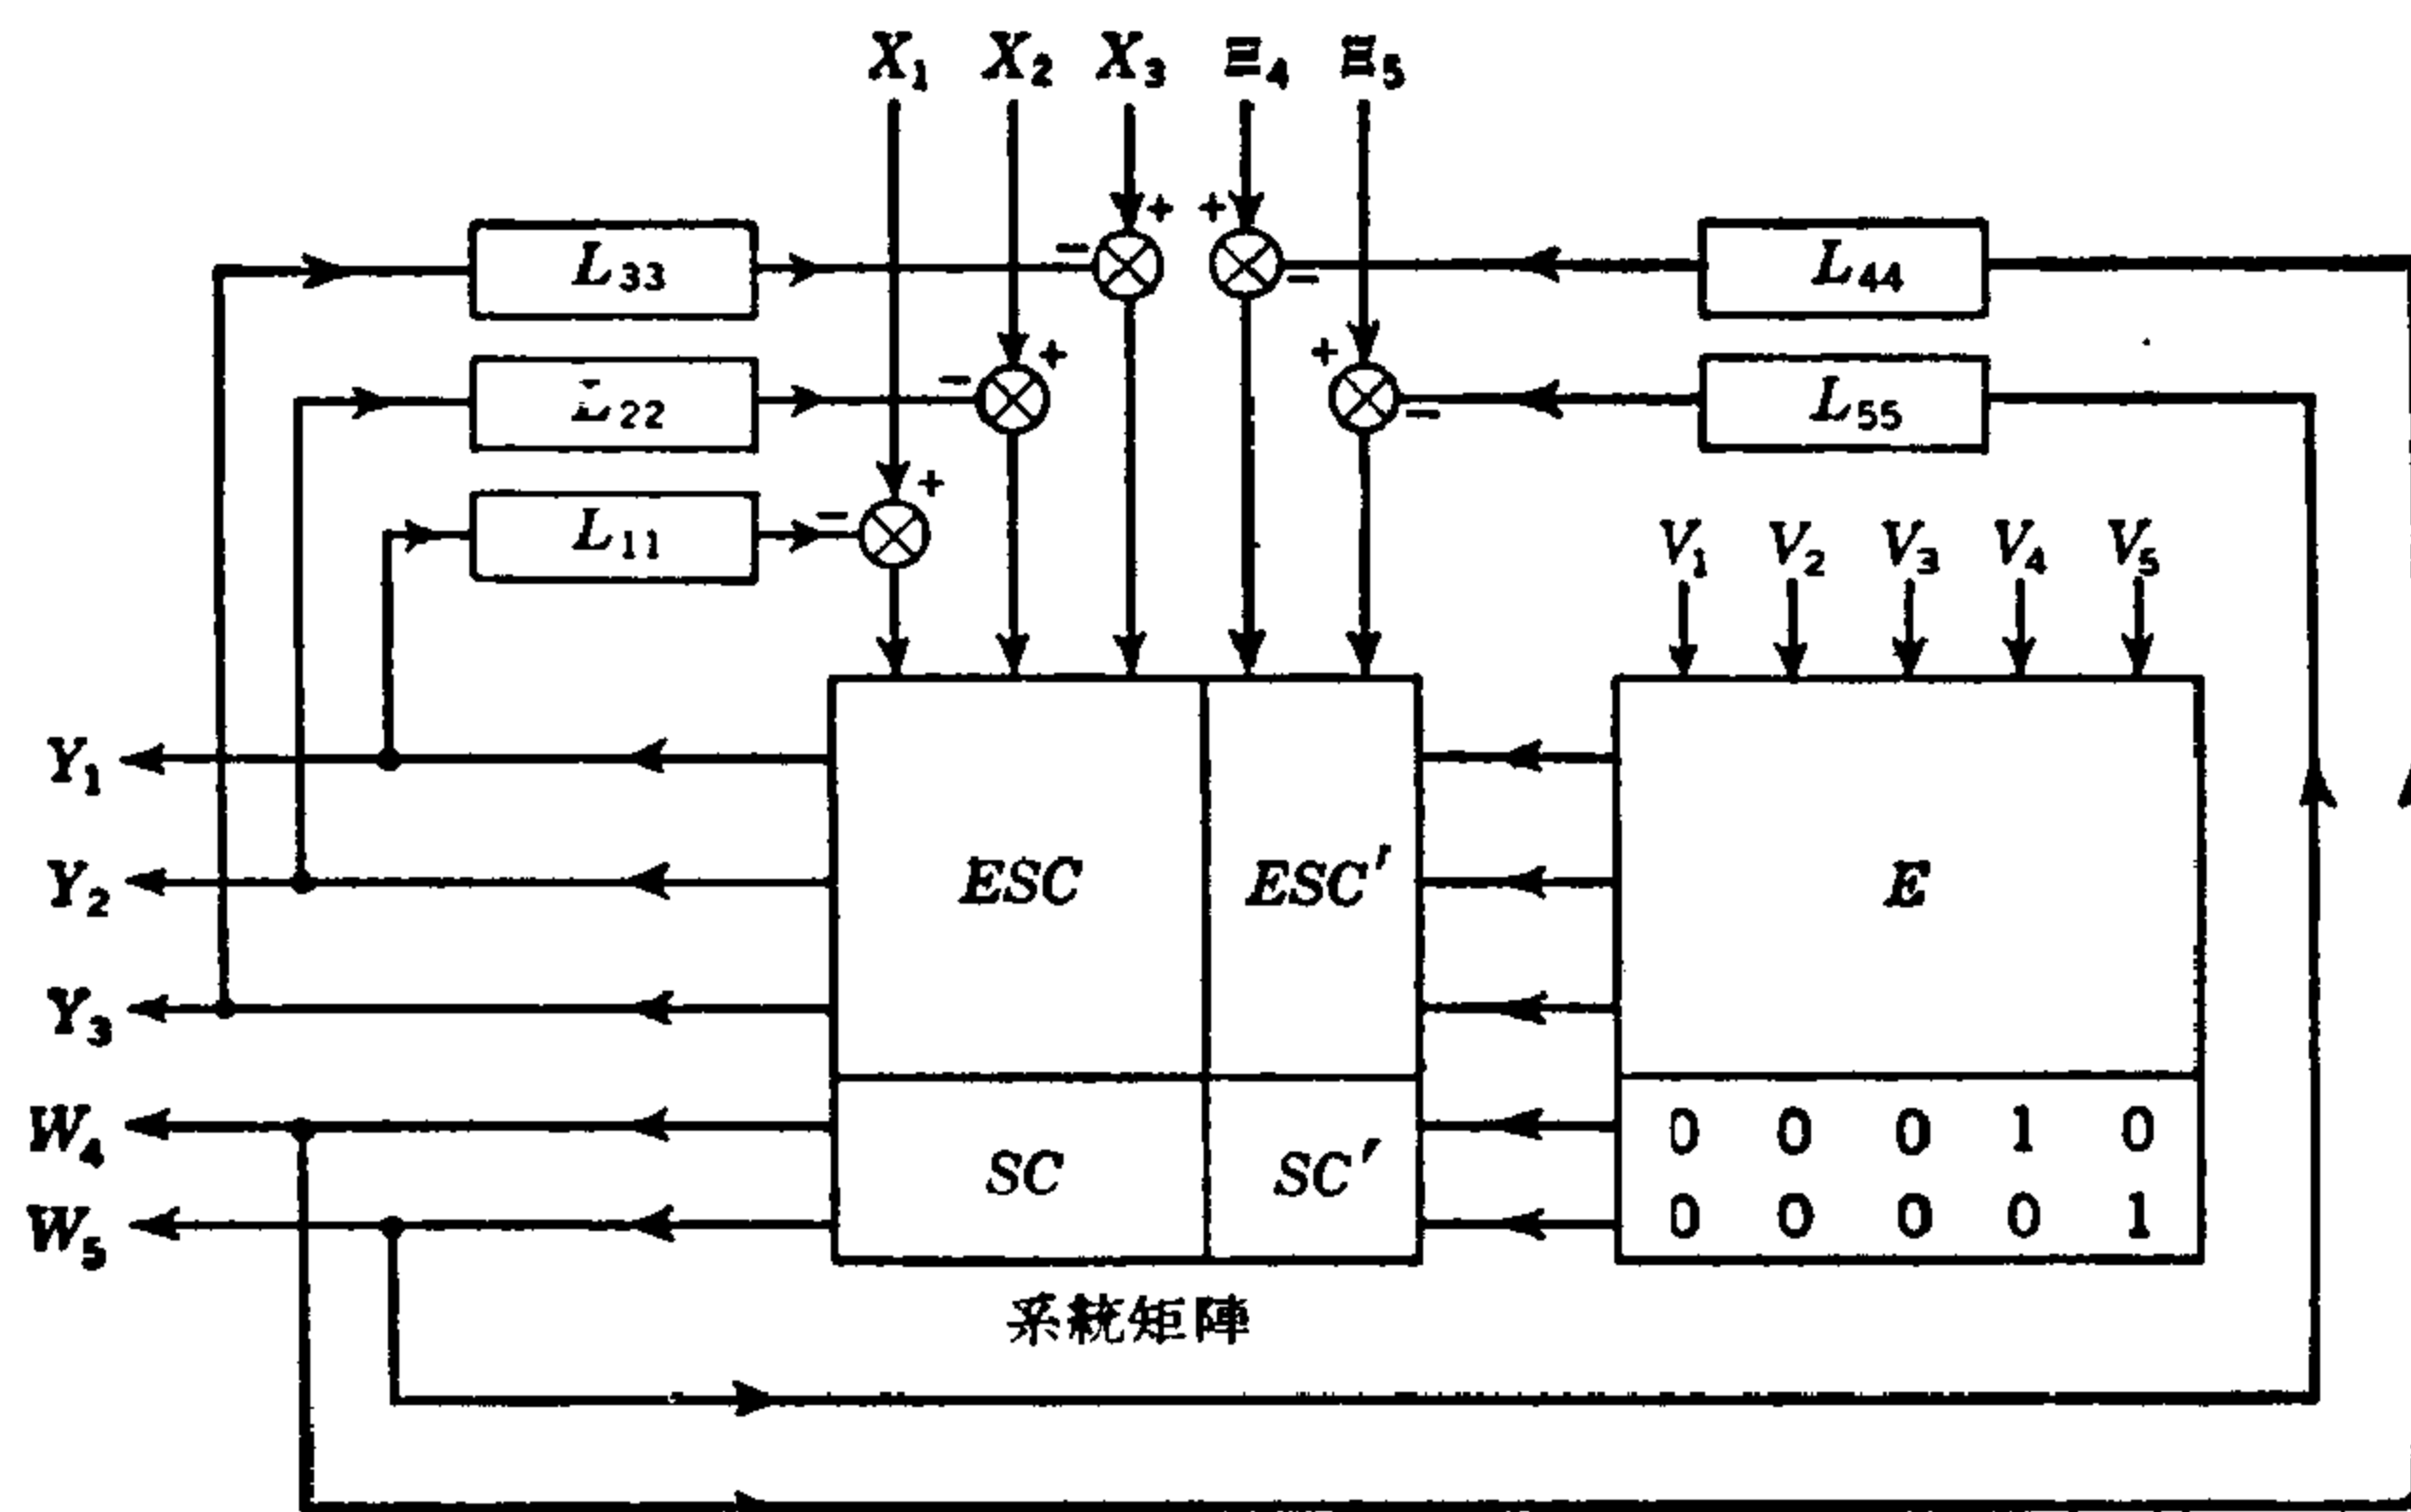 X₁ X₂ X₃ Ξ₄ Ξ₅
+ +
L₃₃ − − L₄₄
+ +
L₂₂ − − L₅₅
+
L₁₁ −
V₁ V₂ V₃ V₄ V₅
Y₁
Y₂ ESC ESC′ E
Y₃
W₄ SC SC′ 0 0 0 1 0
W₅ 0 0 0 0 1
系統矩陣